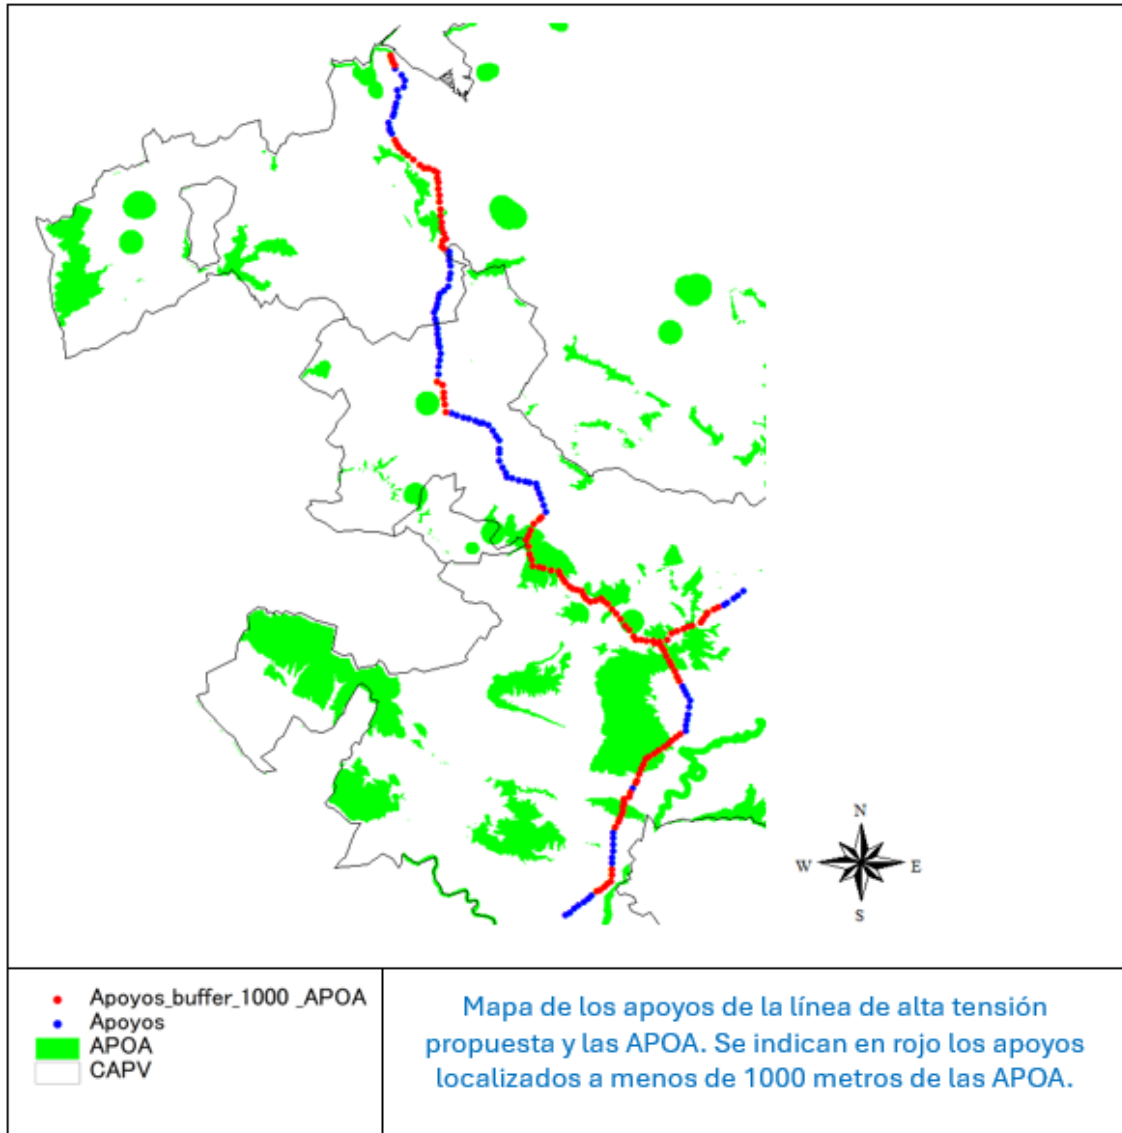 N
W
E
S
Apoyos_buffer_1000 _APOA
Apoyos
APOA
CAPV
Mapa de los apoyos de la línea de alta tensión
propuesta y las APOA. Se indican en rojo los apoyos
localizados a menos de 1000 metros de las APOA.